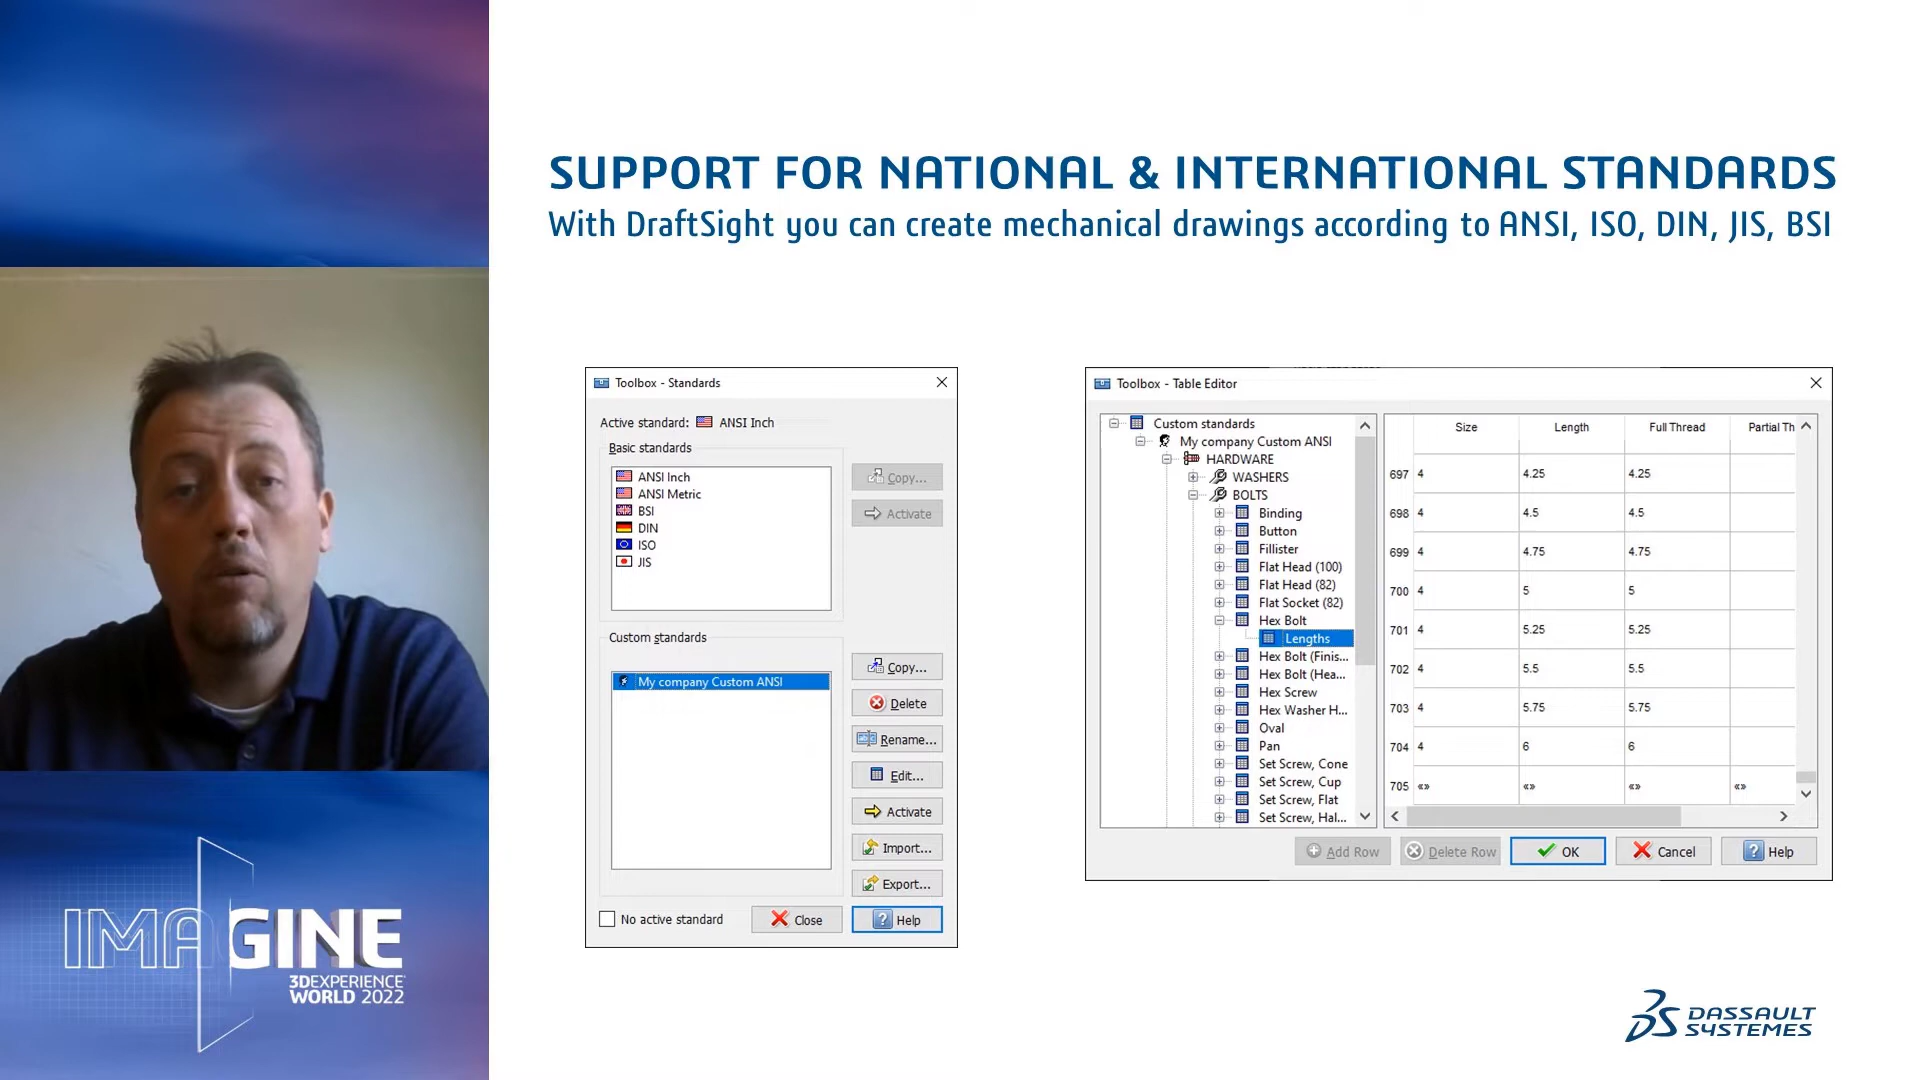 SUPPORT FOR NATIONAL & INTERNATIONAL STANDARDS
With DraftSight you can create mechanical drawings according to ANSI, ISO, DIN, JIS, BSI
Toolbox - Standards
Active standard: ANSI Inch
Basic standards
ANSI Inch
ANSI Metric
BSI
DIN
ISO
JIS
Copy...
Activate
Custom standards
My company Custom ANSI
Copy...
Delete
Rename...
Edit...
Activate
Import...
Export...
No active standard
Close
Help
Toolbox - Table Editor
Custom standards
My company Custom ANSI
HARDWARE
WASHERS
BOLTS
Binding
Button
Fillister
Flat Head (100)
Flat Head (82)
Flat Socket (82)
Hex Bolt
Lengths
Hex Bolt (Finis...
Hex Bolt (Hea...
Hex Screw
Hex Washer H...
Oval
Pan
Set Screw, Cone
Set Screw, Cup
Set Screw, Flat
Set Screw, Hal...
Size Length Full Thread Partial Th
697 4 4.25 4.25
698 4 4.5 4.5
699 4 4.75 4.75
700 4 5 5
701 4 5.25 5.25
702 4 5.5 5.5
703 4 5.75 5.75
704 4 6 6
705 «» «» «» «»
Add Row
Delete Row
OK
Cancel
Help
IMAGINE
3DEXPERIENCE
WORLD 2022
DASSAULT
SYSTEMES